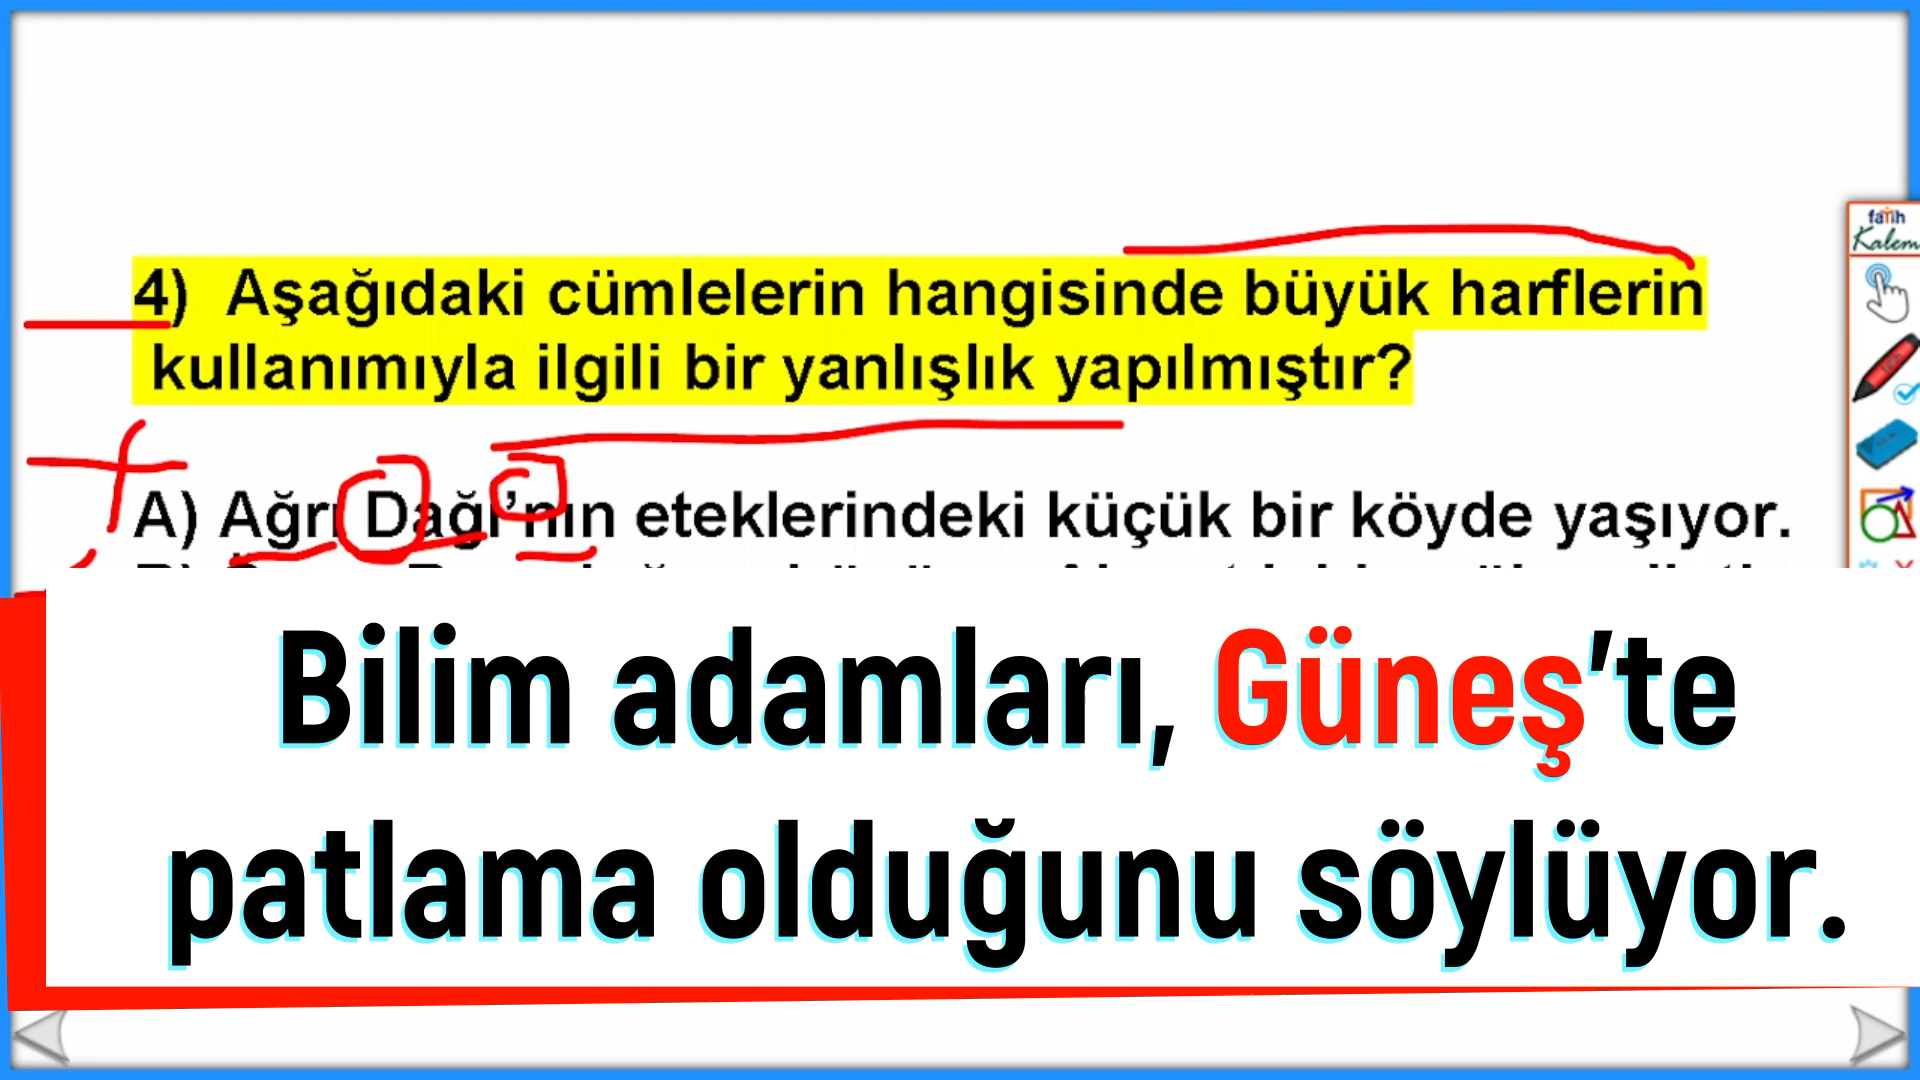 fatih
Kalem
4) Aşağıdaki cümlelerin hangisinde büyük harflerin
kullanımıyla ilgili bir yanlışlık yapılmıştır?
A) Ağrı Dağı’nın eteklerindeki küçük bir köyde yaşıyor.
Bilim adamları, Güneş’te
patlama olduğunu söylüyor.